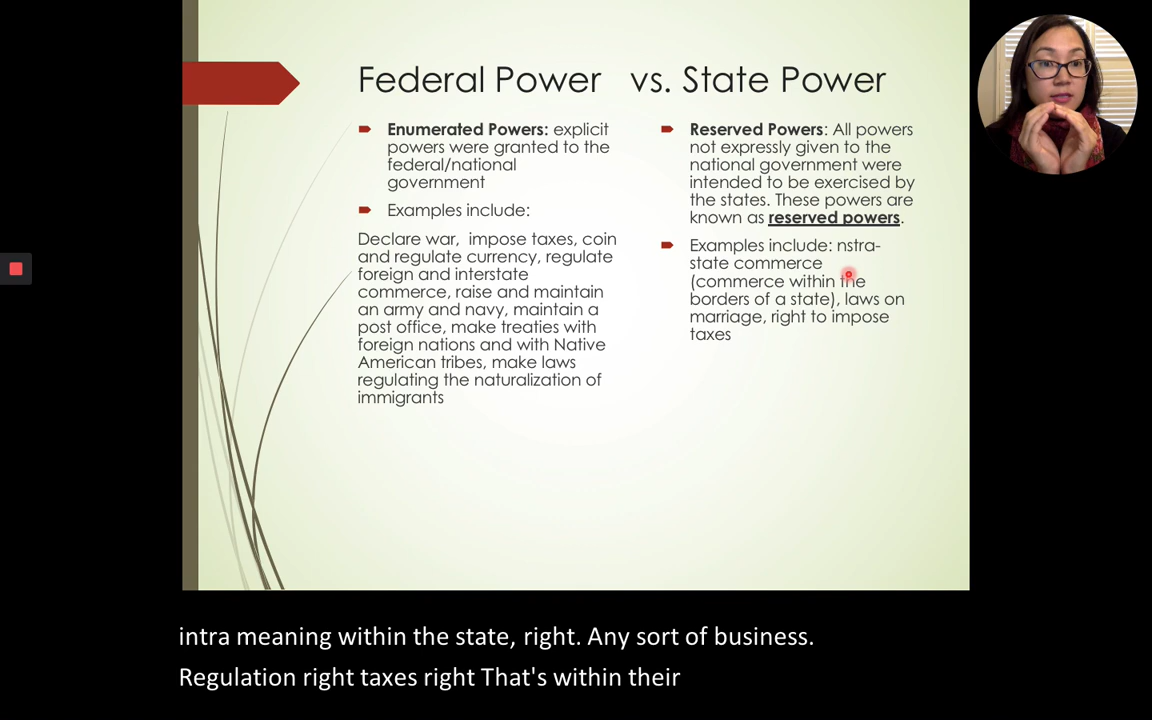 Federal Power vs. State Power
Enumerated Powers: explicit
powers were granted to the
federal/national
government
Examples include:
Declare war, impose taxes, coin
and regulate currency, regulate
foreign and interstate
commerce, raise and maintain
an army and navy, maintain a
post office, make treaties with
foreign nations and with Native
American tribes, make laws
regulating the naturalization of
immigrants
Reserved Powers: All powers
not expressly given to the
national government were
intended to be exercised by
the states. These powers are
known as reserved powers.
Examples include: nstra-
state commerce
(commerce within the
borders of a state), laws on
marriage, right to impose
taxes
intra meaning within the state, right. Any sort of business.
Regulation right taxes right That's within their